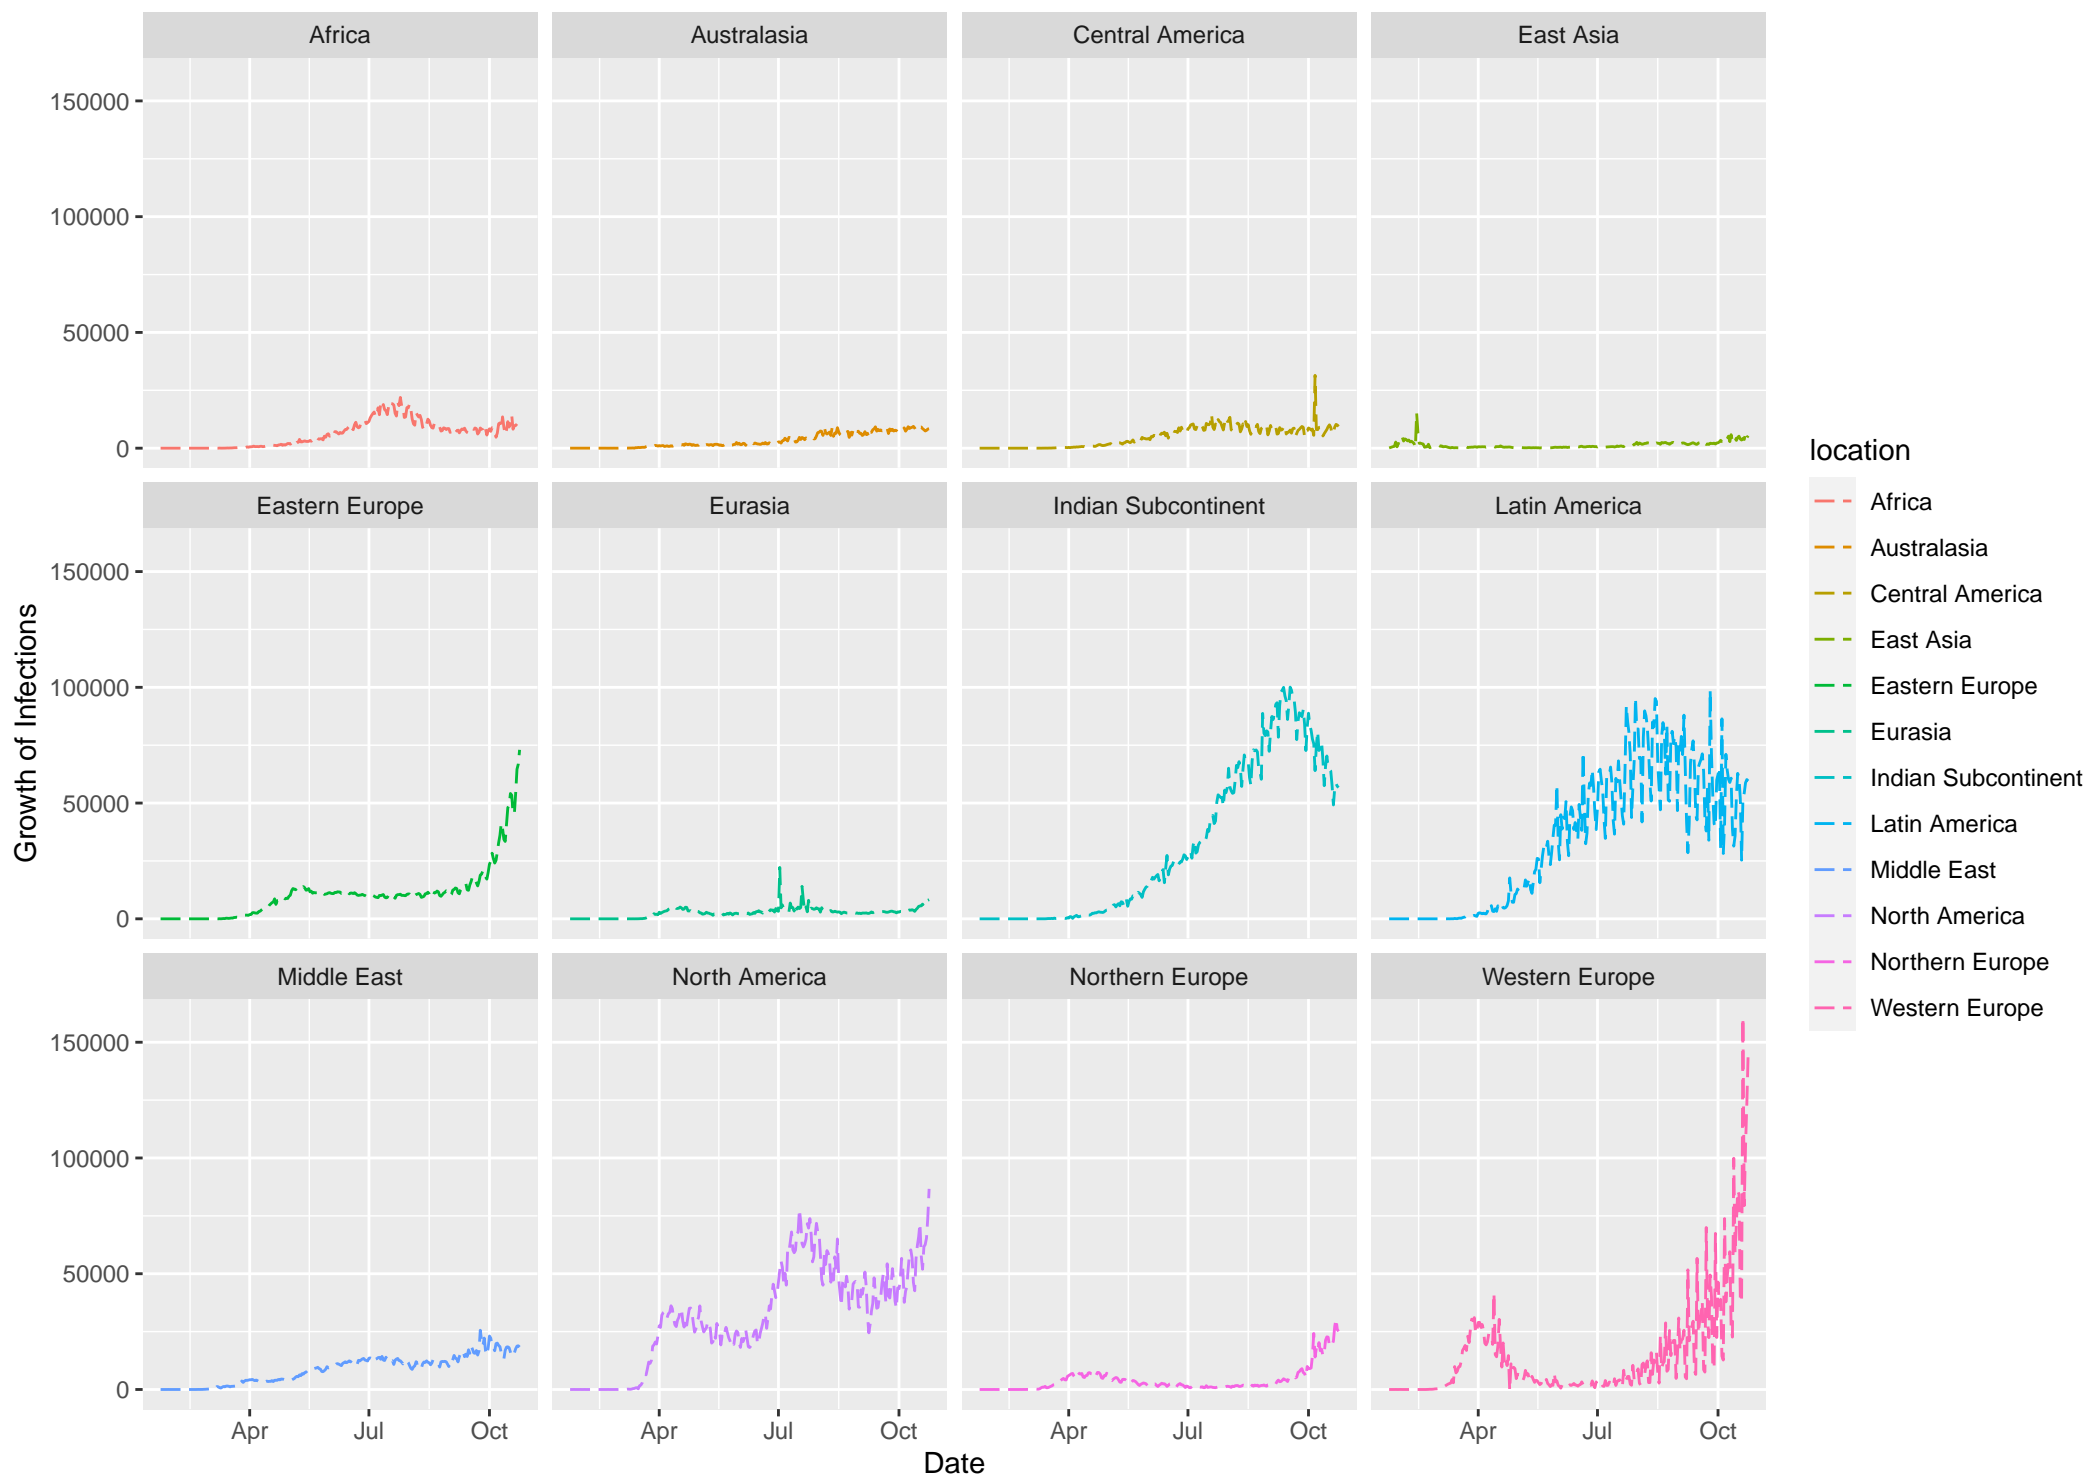 Africa
Australasia
Central America
East Asia
150000
100000
50000
0
Eastern Europe
Eurasia
Indian Subcontinent
Latin America
150000
100000
50000
0
Middle East
North America
Northern Europe
Western Europe
150000
100000
50000
0
Apr Jul Oct
Apr Jul Oct
Apr Jul Oct
Apr Jul Oct
Date
Growth of Infections
location
Africa
Australasia
Central America
East Asia
Eastern Europe
Eurasia
Indian Subcontinent
Latin America
Middle East
North America
Northern Europe
Western Europe